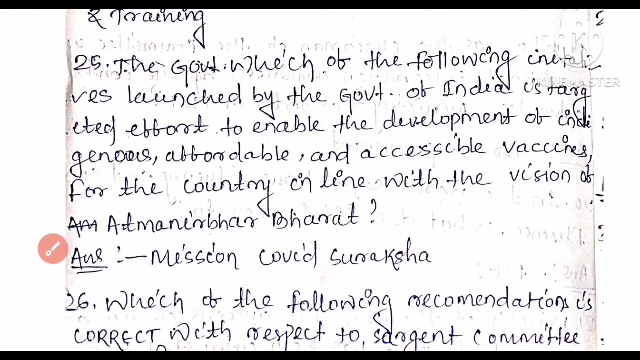 & Training
25. The Govt. Which of the following initiati
ves launched by the Govt. of India is targ
eted effort to enable the development of indi
genous, affordable, and accessible vaccines,
for the country in line with the vision of
Am Atmanirbhar Bharat?
Ans :- Mission Covid Suraksha
26. Which of the following recomendations is
CORRECT with respect to sargent committee